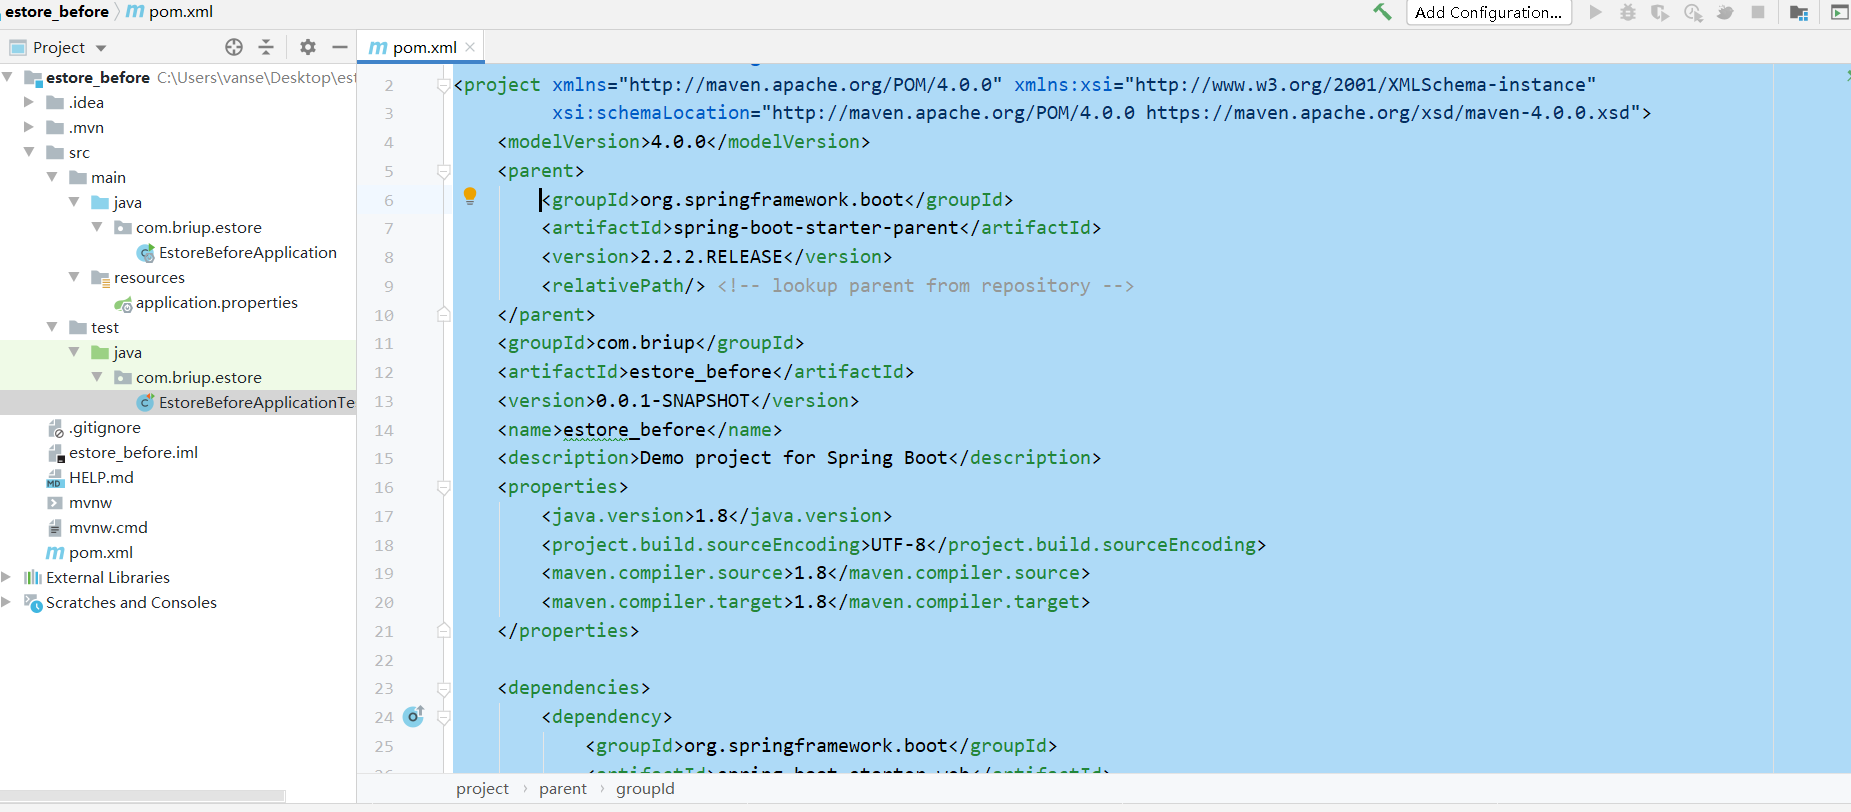 estore_before pom.xml
Add Configuration...
Project
pom.xml
estore_before C:\Users\vanse\Desktop\est
.idea
.mvn
src
main
java
com.briup.estore
EstoreBeforeApplication
resources
application.properties
test
java
com.briup.estore
EstoreBeforeApplicationTe
.gitignore
estore_before.iml
HELP.md
mvnw
mvnw.cmd
pom.xml
External Libraries
Scratches and Consoles
2 <project xmlns="http://maven.apache.org/POM/4.0.0" xmlns:xsi="http://www.w3.org/2001/XMLSchema-instance"
3 xsi:schemaLocation="http://maven.apache.org/POM/4.0.0 https://maven.apache.org/xsd/maven-4.0.0.xsd">
4 <modelVersion>4.0.0</modelVersion>
5 <parent>
6 <groupId>org.springframework.boot</groupId>
7 <artifactId>spring-boot-starter-parent</artifactId>
8 <version>2.2.2.RELEASE</version>
9 <relativePath/> <!-- lookup parent from repository -->
10 </parent>
11 <groupId>com.briup</groupId>
12 <artifactId>estore_before</artifactId>
13 <version>0.0.1-SNAPSHOT</version>
14 <name>estore_before</name>
15 <description>Demo project for Spring Boot</description>
16 <properties>
17 <java.version>1.8</java.version>
18 <project.build.sourceEncoding>UTF-8</project.build.sourceEncoding>
19 <maven.compiler.source>1.8</maven.compiler.source>
20 <maven.compiler.target>1.8</maven.compiler.target>
21 </properties>
22
23 <dependencies>
24 <dependency>
25 <groupId>org.springframework.boot</groupId>
26 <artifactId>spring-boot-starter-web</artifactId>
project › parent › groupId